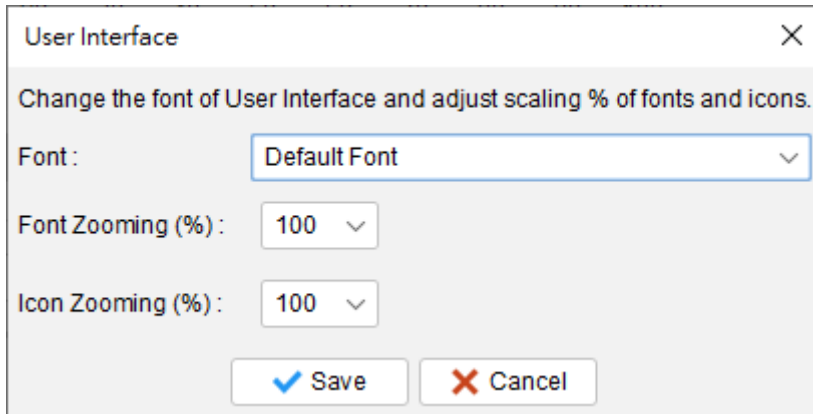 User Interface
Change the font of User Interface and adjust scaling % of fonts and icons.
Font : Default Font
Font Zooming (%) : 100
Icon Zooming (%) : 100
Save Cancel